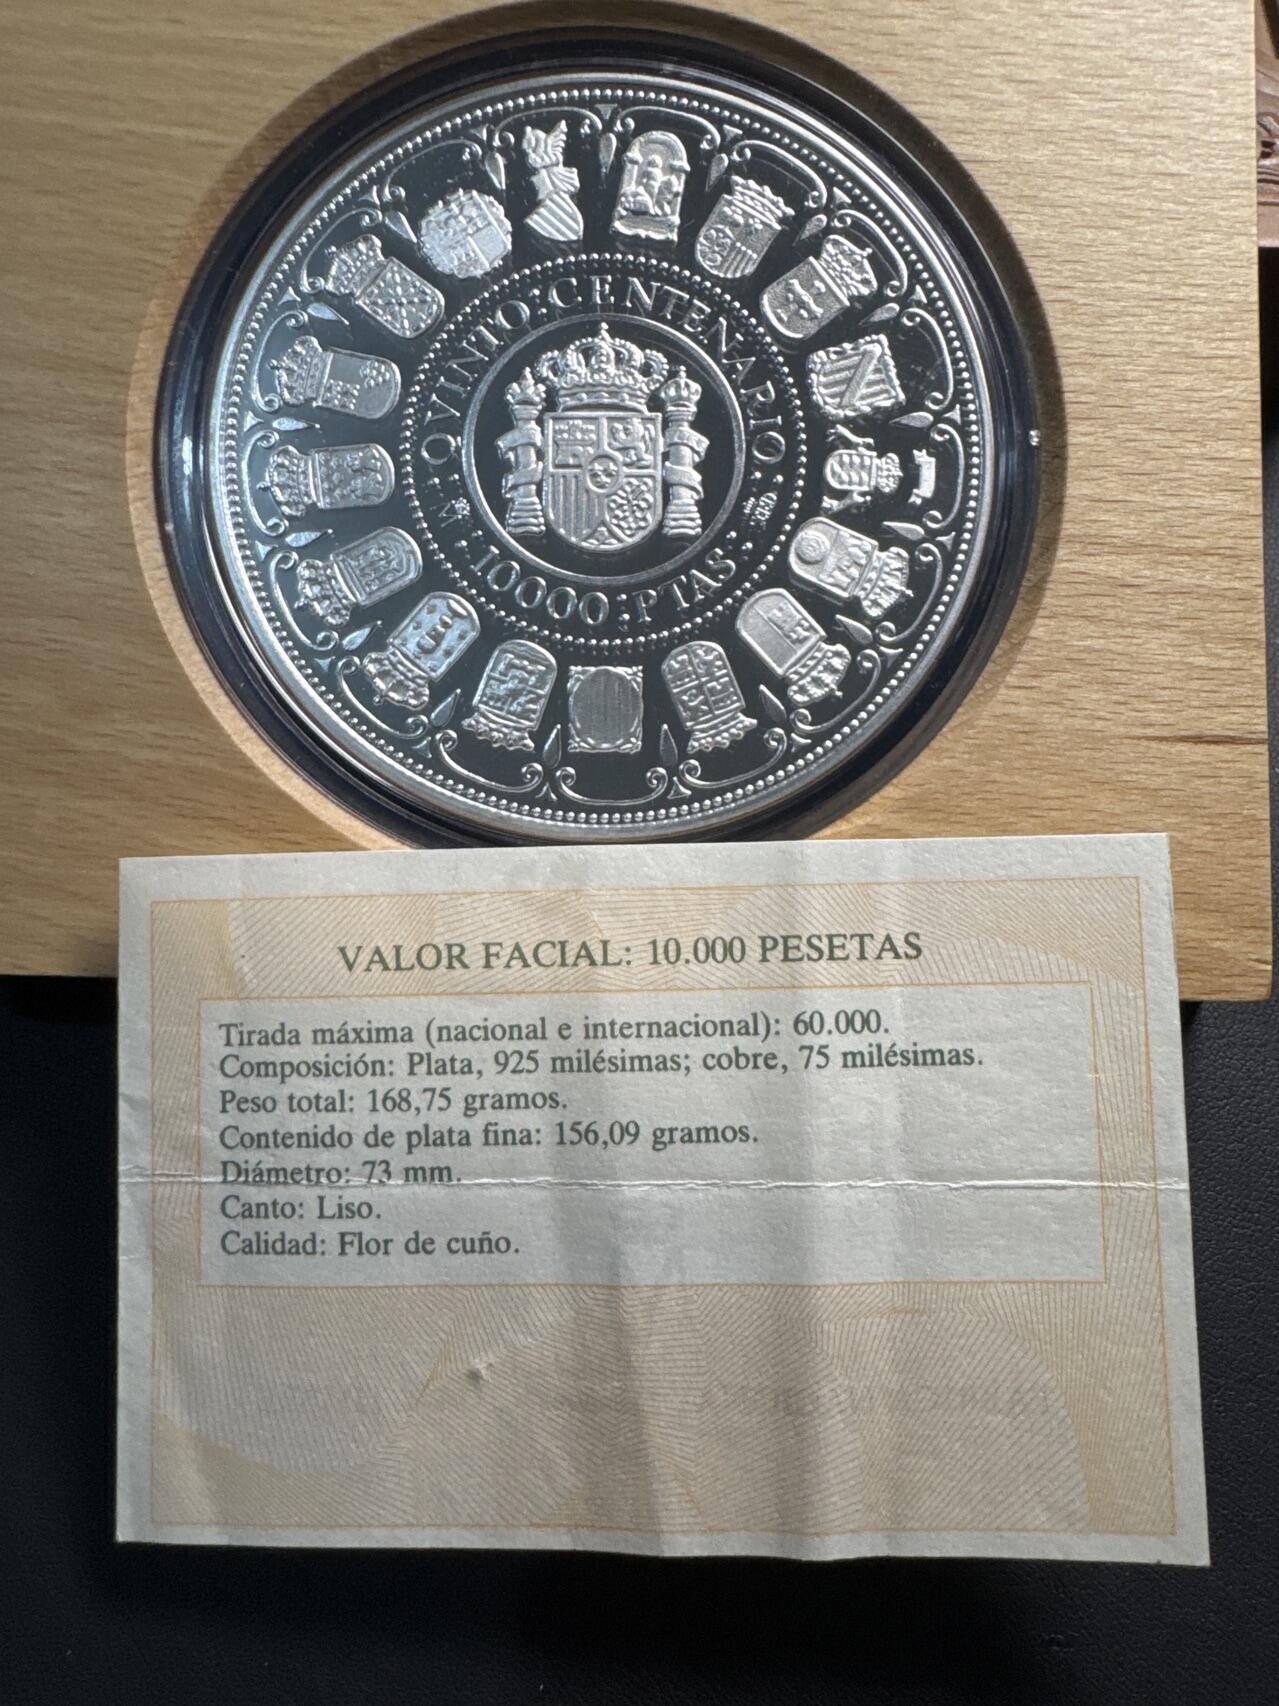 QVINTO:CENTENARIO
M
10000:PTAS
VALOR FACIAL: 10.000 PESETAS
Tirada máxima (nacional e internacional): 60.000.
Composición: Plata, 925 milésimas; cobre, 75 milésimas.
Peso total: 168,75 gramos.
Contenido de plata fina: 156,09 gramos.
Diámetro: 73 mm.
Canto: Liso.
Calidad: Flor de cuño.